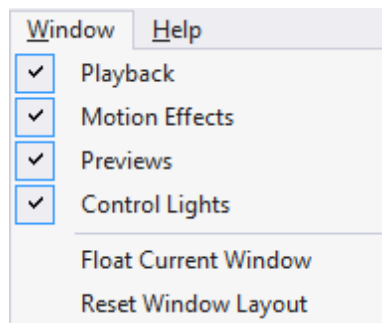 Window Help
Playback
Motion Effects
Previews
Control Lights
Float Current Window
Reset Window Layout